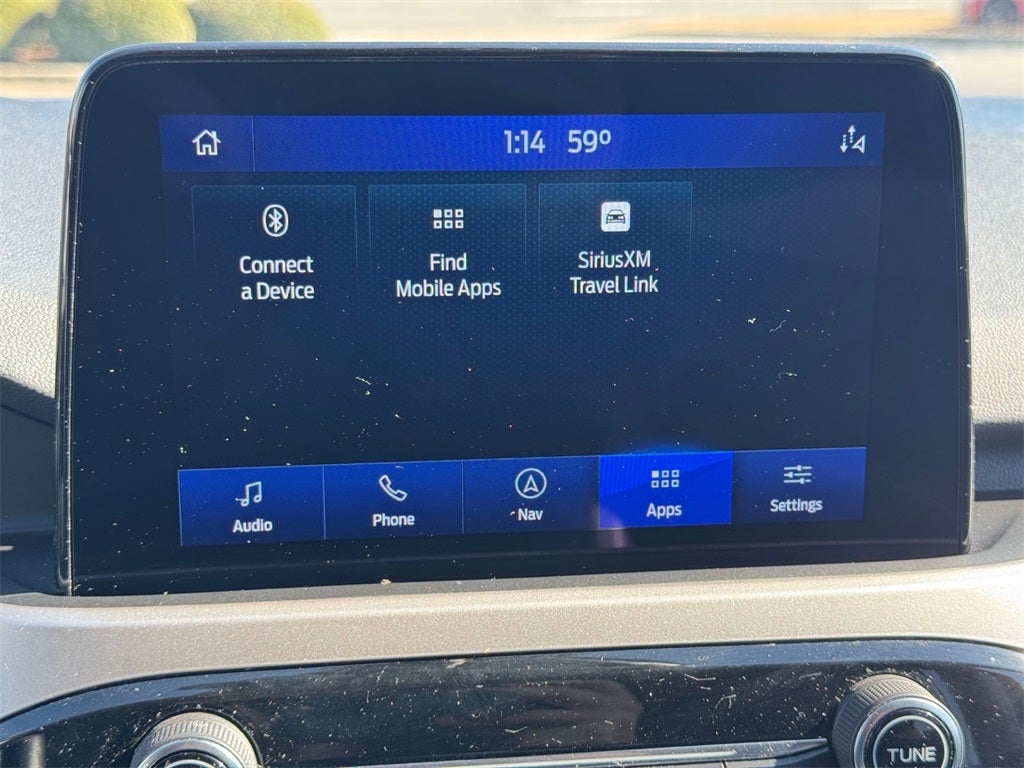 1:14 59°
Connect
a Device
Find
Mobile Apps
SiriusXM
Travel Link
Audio
Phone
Nav
Apps
Settings
TUNE